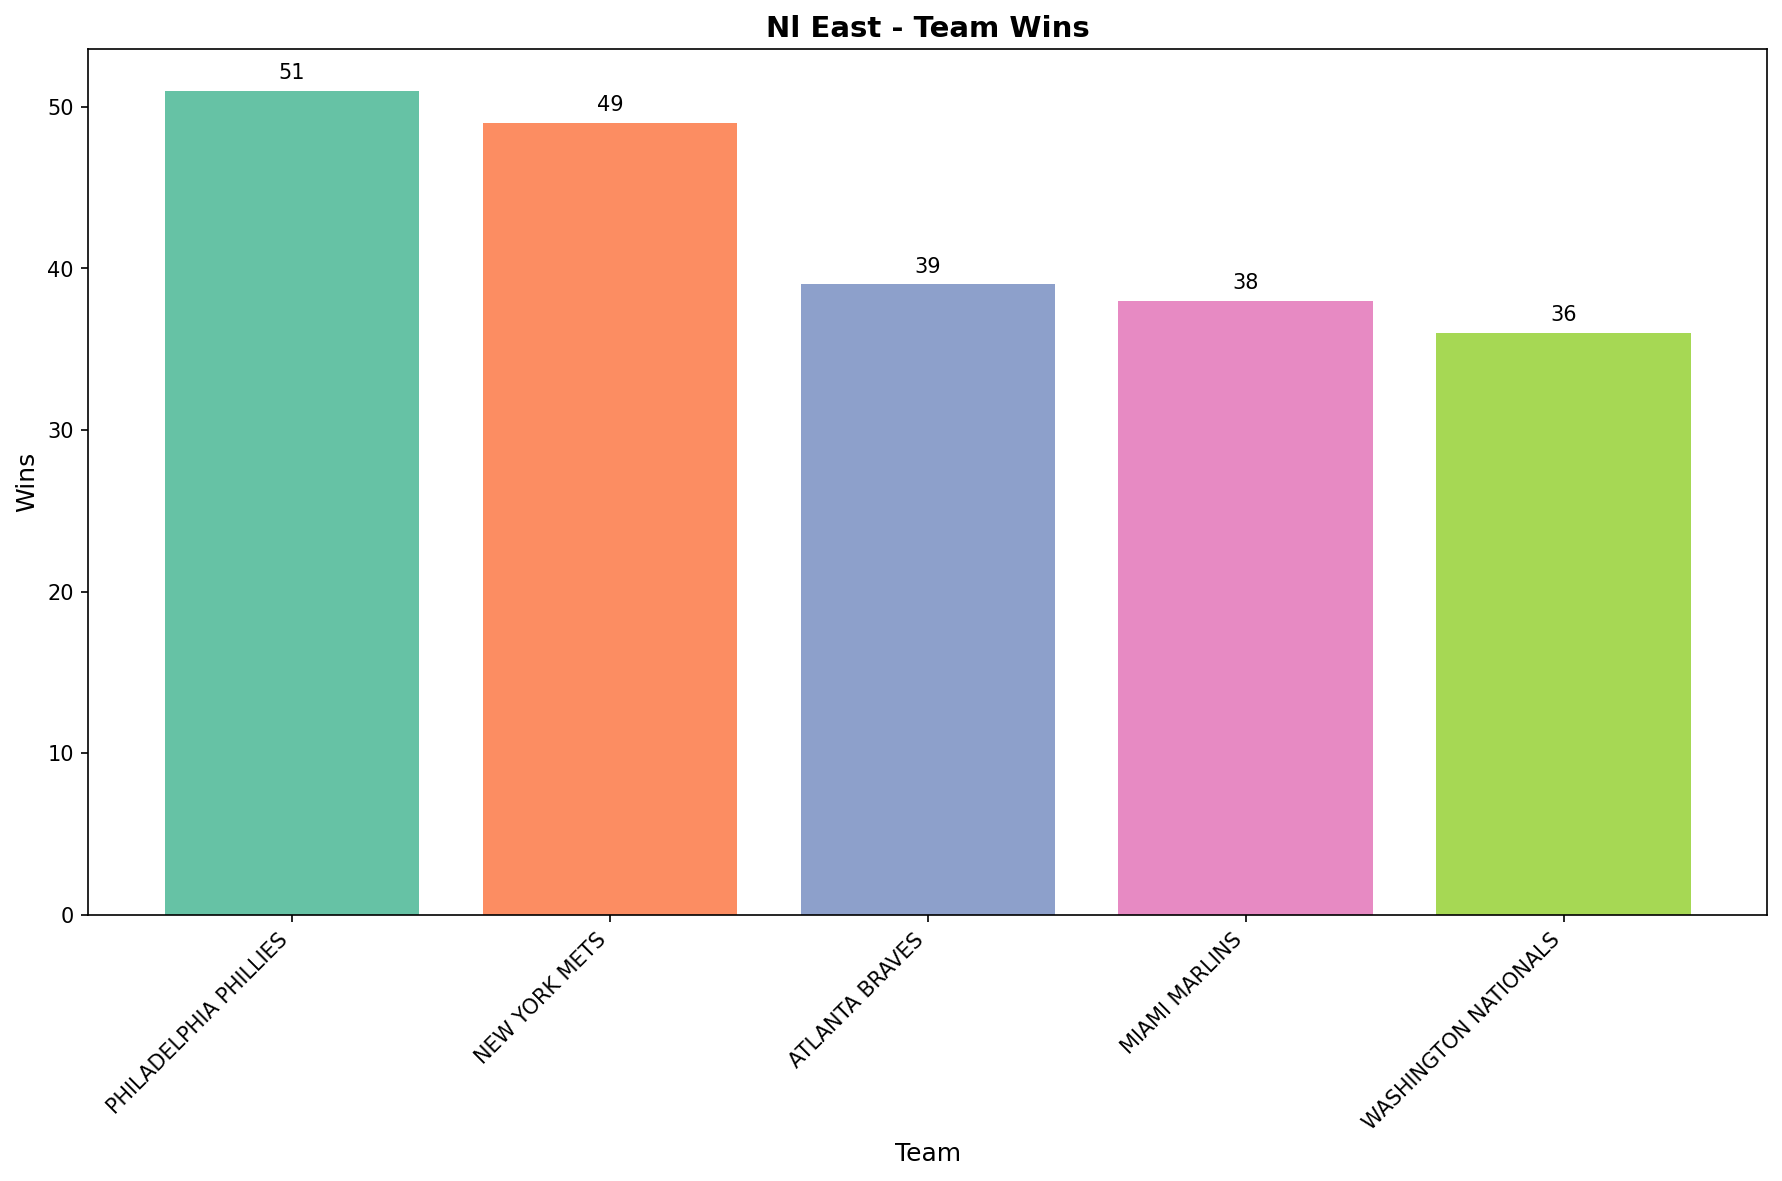 Nl East - Team Wins
51
49
39
38
36
50
40
30
20
10
0
Wins
PHILADELPHIA PHILLIES
NEW YORK METS
ATLANTA BRAVES
MIAMI MARLINS
WASHINGTON NATIONALS
Team